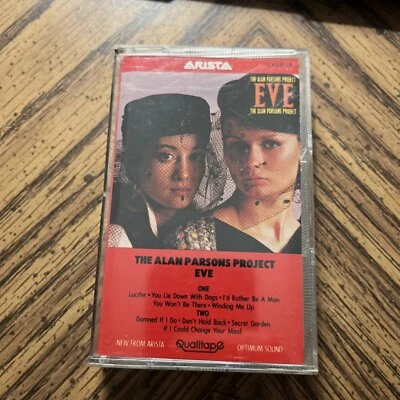 ARISTA
THE ALAN PARSONS PROJECT
EVE
THE ALAN PARSONS PROJECT
THE ALAN PARSONS PROJECT
EVE
ONE
Lucifer • You Lie Down With Dogs • I'd Rather Be A Man
You Won't Be There • Winding Me Up
TWO
Damned If I Do • Don't Hold Back • Secret Garden
If I Could Change Your Mind
NEW FROM ARISTA Qualitape OPTIMUM SOUND